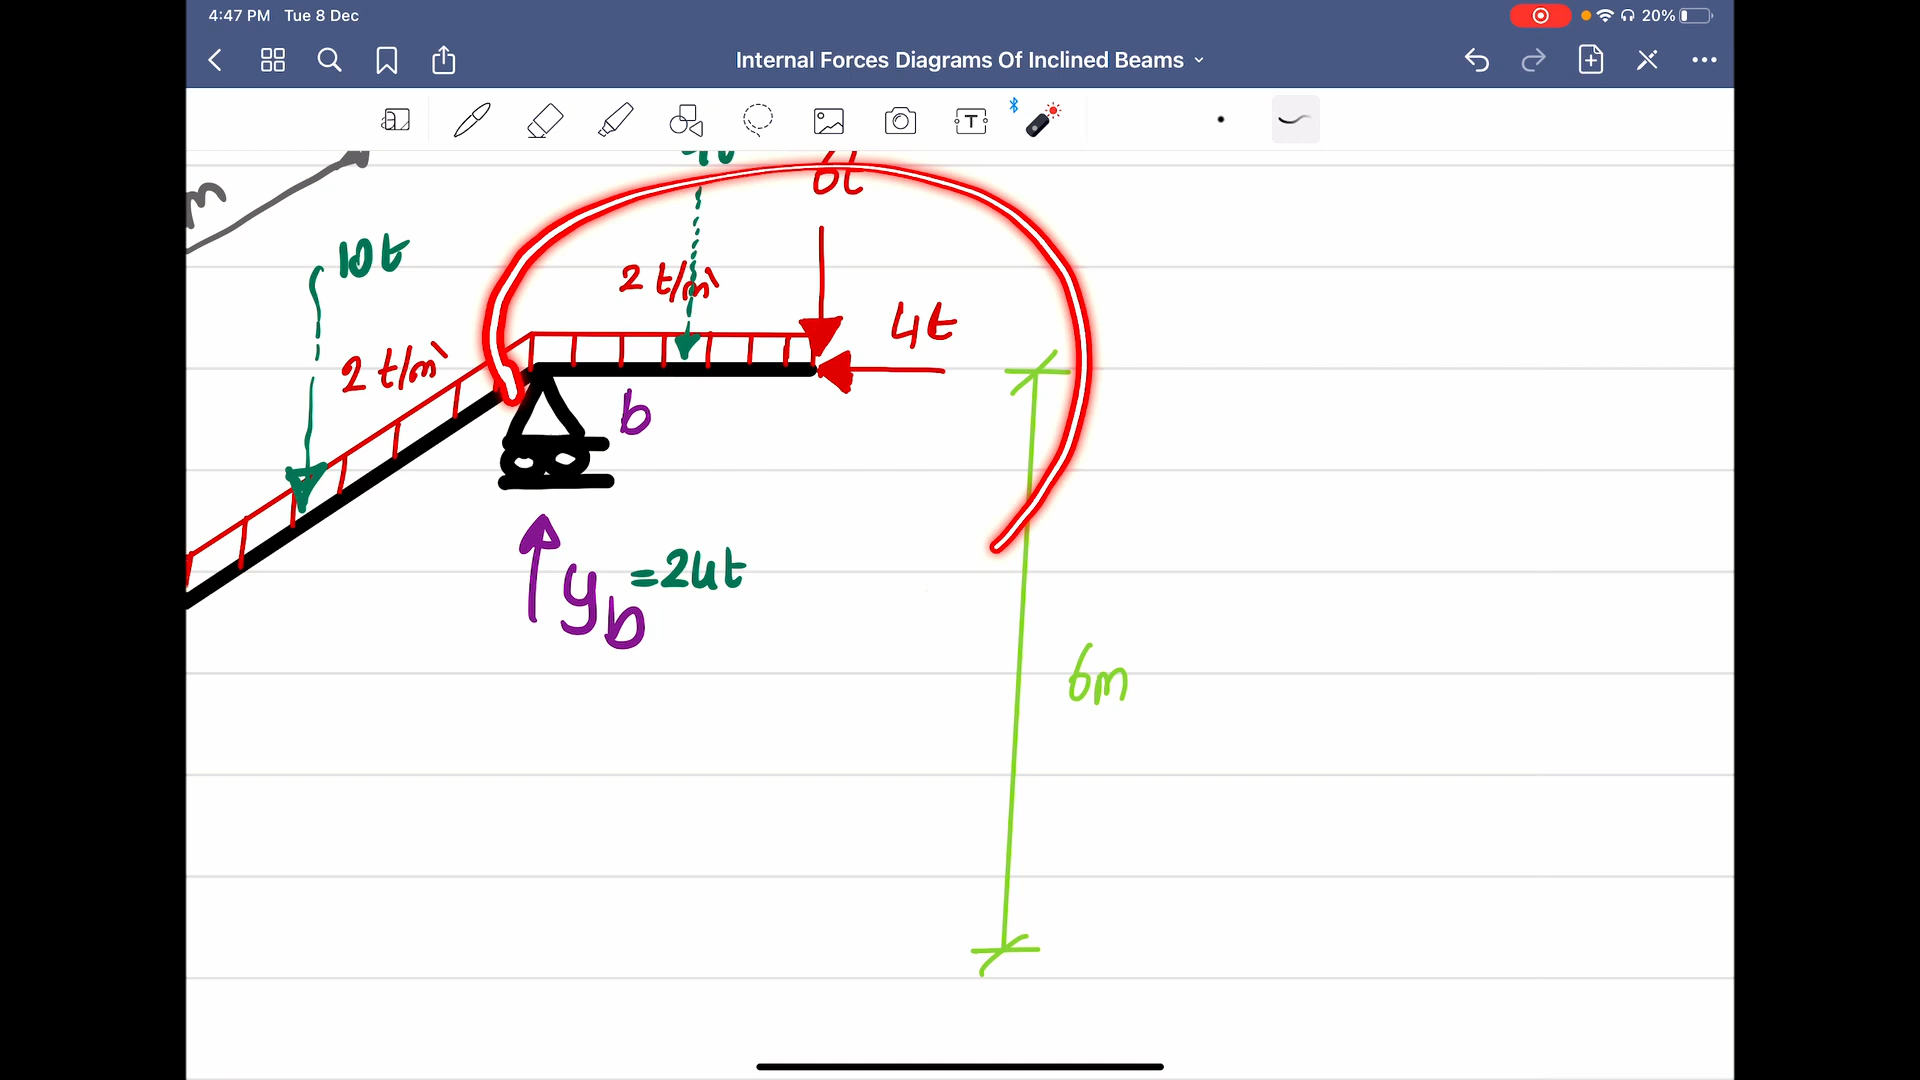 4:47 PM Tue 8 Dec
20%
Internal Forces Diagrams Of Inclined Beams
T
m
6t
10t
2 t/m`
4t
2 t/m`
b
yb =24t
6m